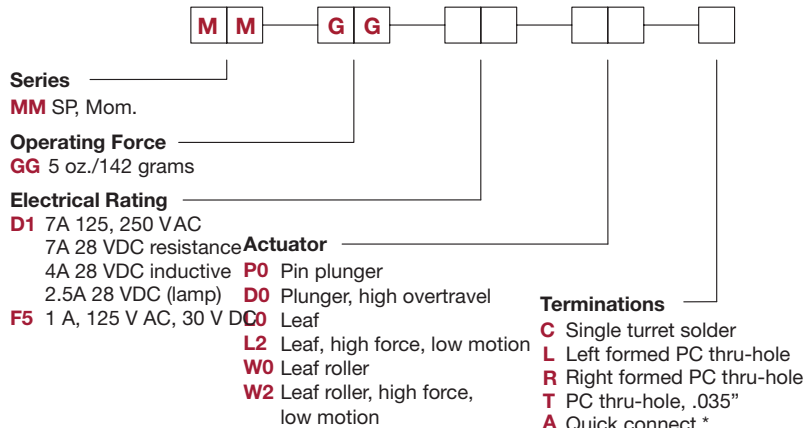 M M G G
Series
MM SP, Mom.
Operating Force
GG 5 oz./142 grams
Electrical Rating
D1 7A 125, 250 VAC
7A 28 VDC resistance
4A 28 VDC inductive
2.5A 28 VDC (lamp)
F5 1 A, 125 V AC, 30 V DC
Actuator
P0 Pin plunger
D0 Plunger, high overtravel
L0 Leaf
L2 Leaf, high force, low motion
W0 Leaf roller
W2 Leaf roller, high force,
low motion
Terminations
C Single turret solder
L Left formed PC thru-hole
R Right formed PC thru-hole
T PC thru-hole, .035”
A Quick connect *